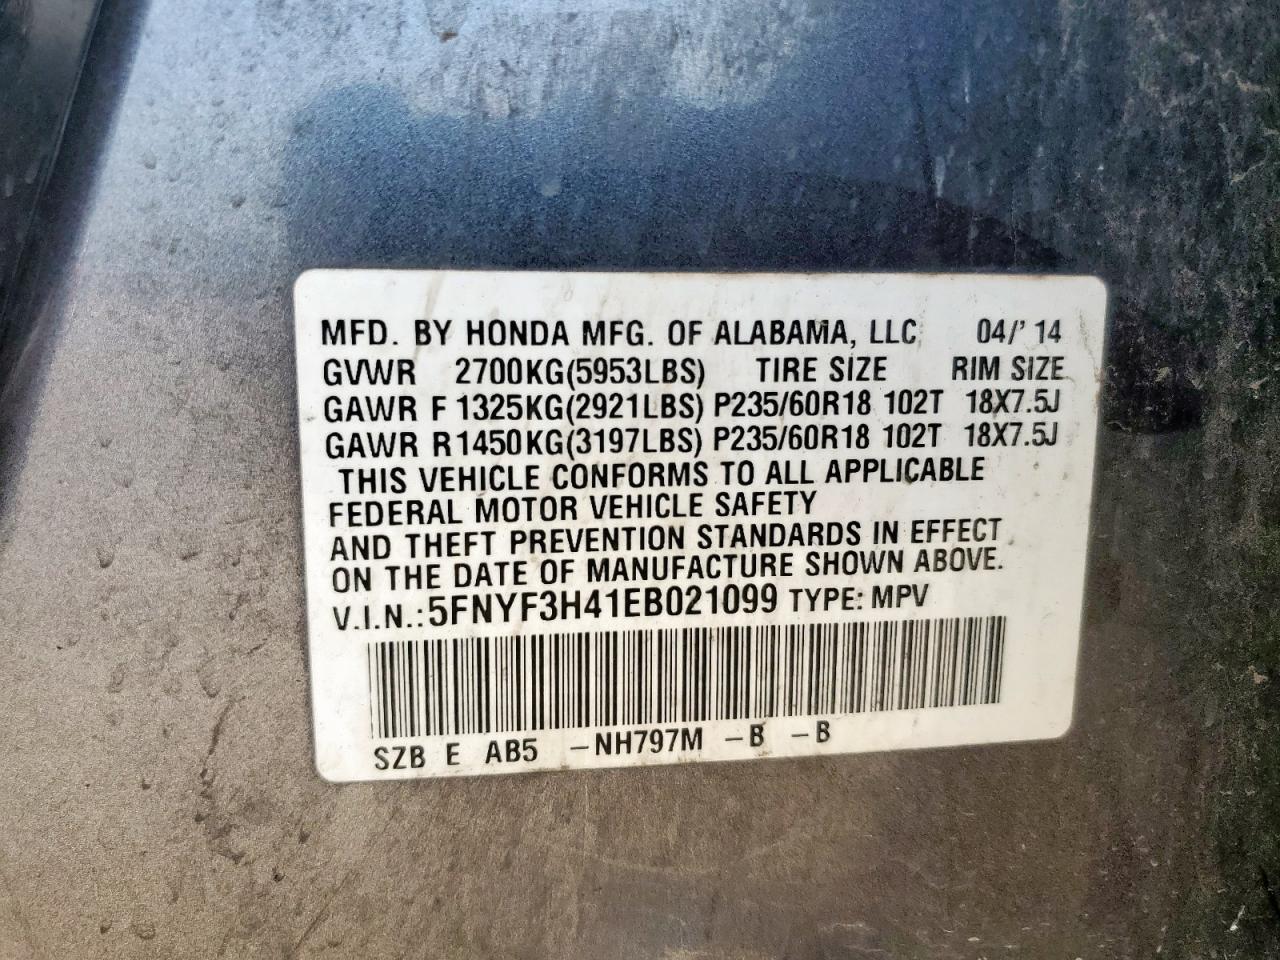 MFD. BY HONDA MFG. OF ALABAMA, LLC 04/'14
GVWR 2700KG(5953LBS) TIRE SIZE RIM SIZE
GAWR F 1325KG(2921LBS) P235/60R18 102T 18X7.5J
GAWR R1450KG(3197LBS) P235/60R18 102T 18X7.5J
THIS VEHICLE CONFORMS TO ALL APPLICABLE
FEDERAL MOTOR VEHICLE SAFETY
AND THEFT PREVENTION STANDARDS IN EFFECT
ON THE DATE OF MANUFACTURE SHOWN ABOVE.
V.I.N.:5FNYF3H41EB021099 TYPE: MPV
SZB E AB5 -NH797M -B -B